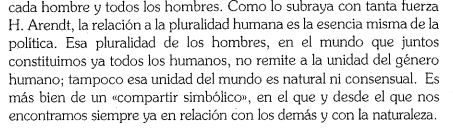 cada hombre y todos los hombres. Como lo subraya con tanta fuerza
H. Arendt, la relación a la pluralidad humana es la esencia misma de la
política. Esa pluralidad de los hombres, en el mundo que juntos
constituimos ya todos los humanos, no remite a la unidad del género
humano; tampoco esa unidad del mundo es natural ni consensual. Es
más bien de un «compartir simbólico», en el que y desde el que nos
encontramos siempre ya en relación con los demás y con la naturaleza.